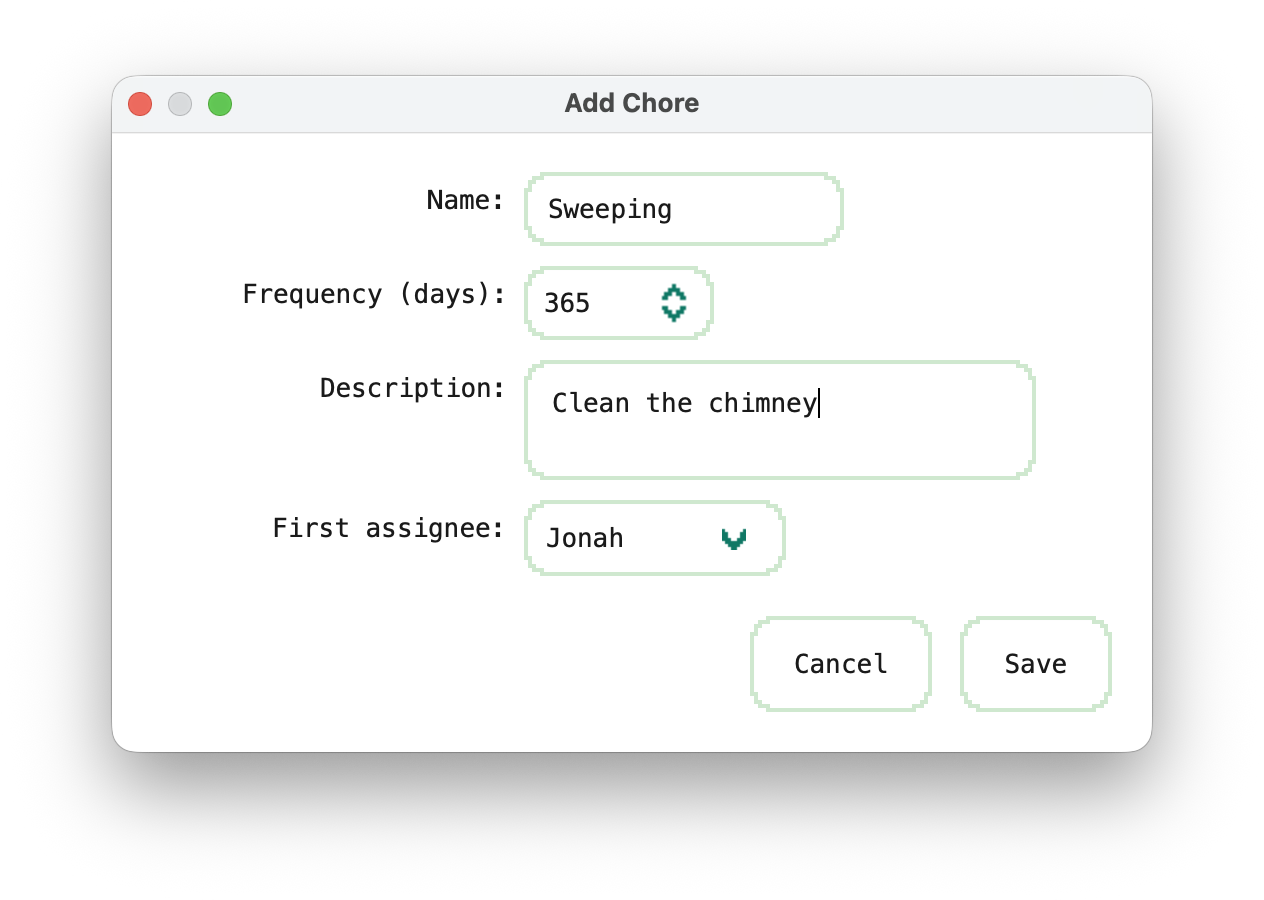 Add Chore
Name: Sweeping
Frequency (days): 365
Description: Clean the chimney
First assignee: Jonah
Cancel Save